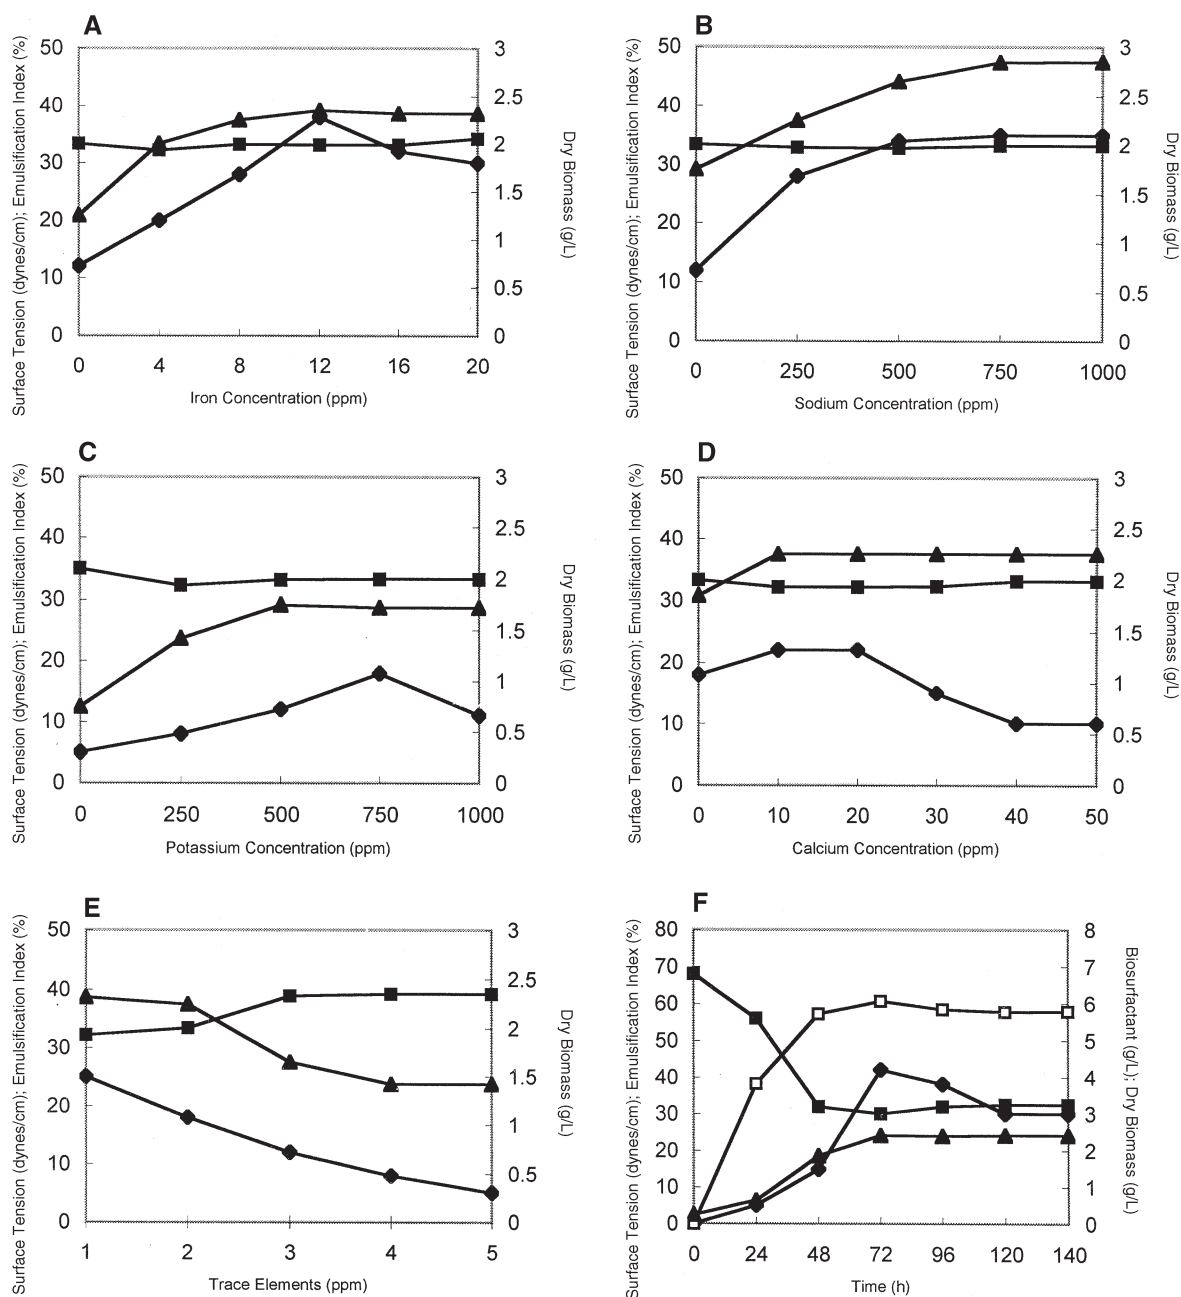 A
Surface Tension (dynes/cm); Emulsification Index (%)
50
40
30
20
10
0
3
2.5
2
1.5
1
0.5
0
Dry Biomass (g/L)
0 4 8 12 16 20
Iron Concentration (ppm)
B
Surface Tension (dynes/cm); Emulsification Index (%)
50
40
30
20
10
0
3
2.5
2
1.5
1
0.5
0
Dry Biomass (g/L)
0 250 500 750 1000
Sodium Concentration (ppm)
C
Surface Tension (dynes/cm); Emulsification Index (%)
50
40
30
20
10
0
3
2.5
2
1.5
1
0.5
0
Dry Biomass (g/L)
0 250 500 750 1000
Potassium Concentration (ppm)
D
Surface Tension (dynes/cm); Emulsification Index (%)
50
40
30
20
10
0
3
2.5
2
1.5
1
0.5
0
Dry Biomass (g/L)
0 10 20 30 40 50
Calcium Concentration (ppm)
E
Surface Tension (dynes/cm); Emulsification Index (%)
50
40
30
20
10
0
3
2.5
2
1.5
1
0.5
0
Dry Biomass (g/L)
1 2 3 4 5
Trace Elements (ppm)
F
Surface Tension (dynes/cm); Emulsification Index (%)
80
70
60
50
40
30
20
10
0
8
7
6
5
4
3
2
1
0
Biosurfactant (g/L); Dry Biomass (g/L)
0 24 48 72 96 120 140
Time (h)